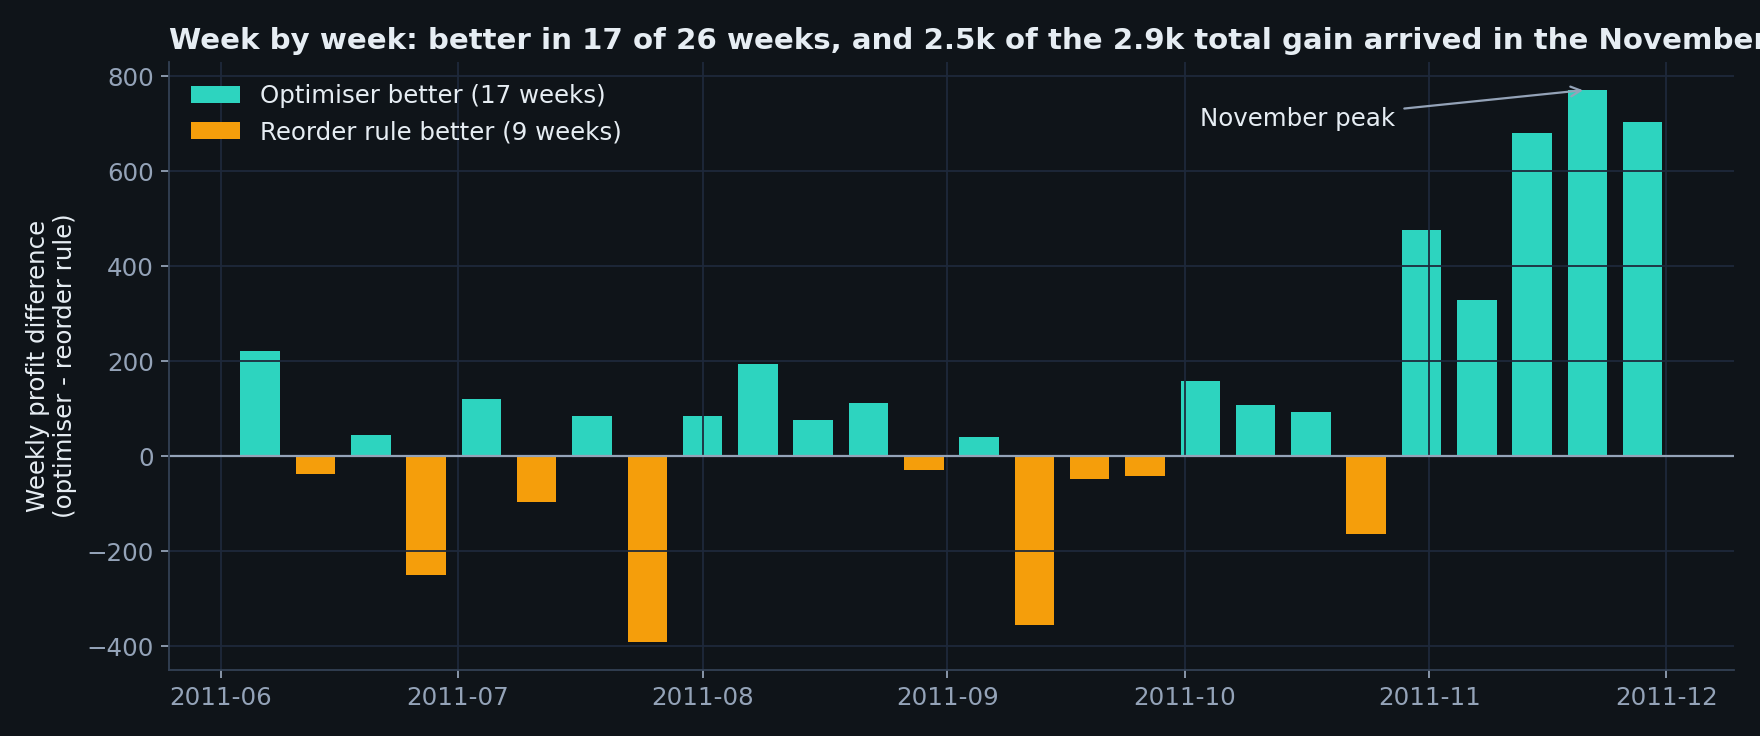 Week by week: better in 17 of 26 weeks, and 2.5k of the 2.9k total gain arrived in the November
Optimiser better (17 weeks)
Reorder rule better (9 weeks)
November peak
Weekly profit difference
(optimiser - reorder rule)
800
600
400
200
0
−200
−400
2011-06
2011-07
2011-08
2011-09
2011-10
2011-11
2011-12